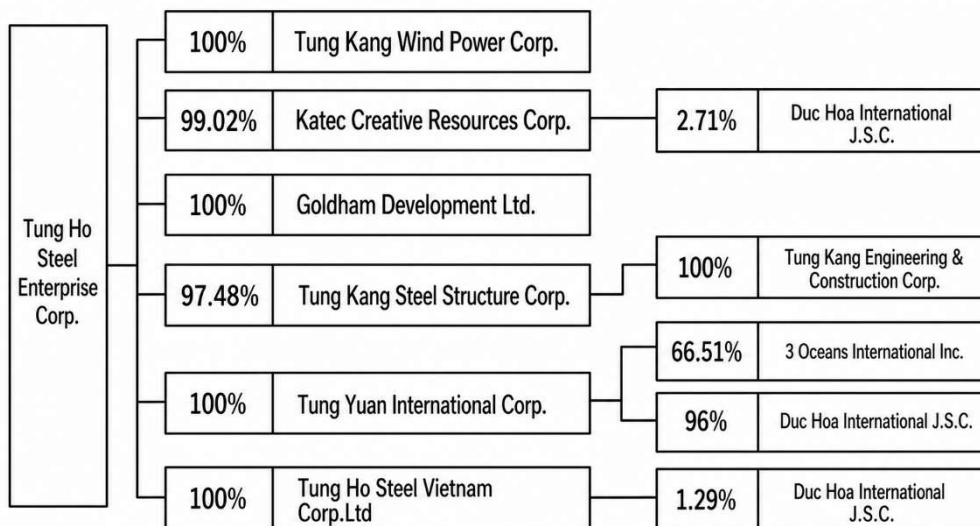 Tung Ho
Steel
Enterprise
Corp.
100% Tung Kang Wind Power Corp.
99.02% Katec Creative Resources Corp.
2.71% Duc Hoa International
J.S.C.
100% Goldham Development Ltd.
97.48% Tung Kang Steel Structure Corp.
100% Tung Kang Engineering &
Construction Corp.
100% Tung Yuan International Corp.
66.51% 3 Oceans International Inc.
96% Duc Hoa International J.S.C.
100% Tung Ho Steel Vietnam
Corp.Ltd
1.29% Duc Hoa International
J.S.C.